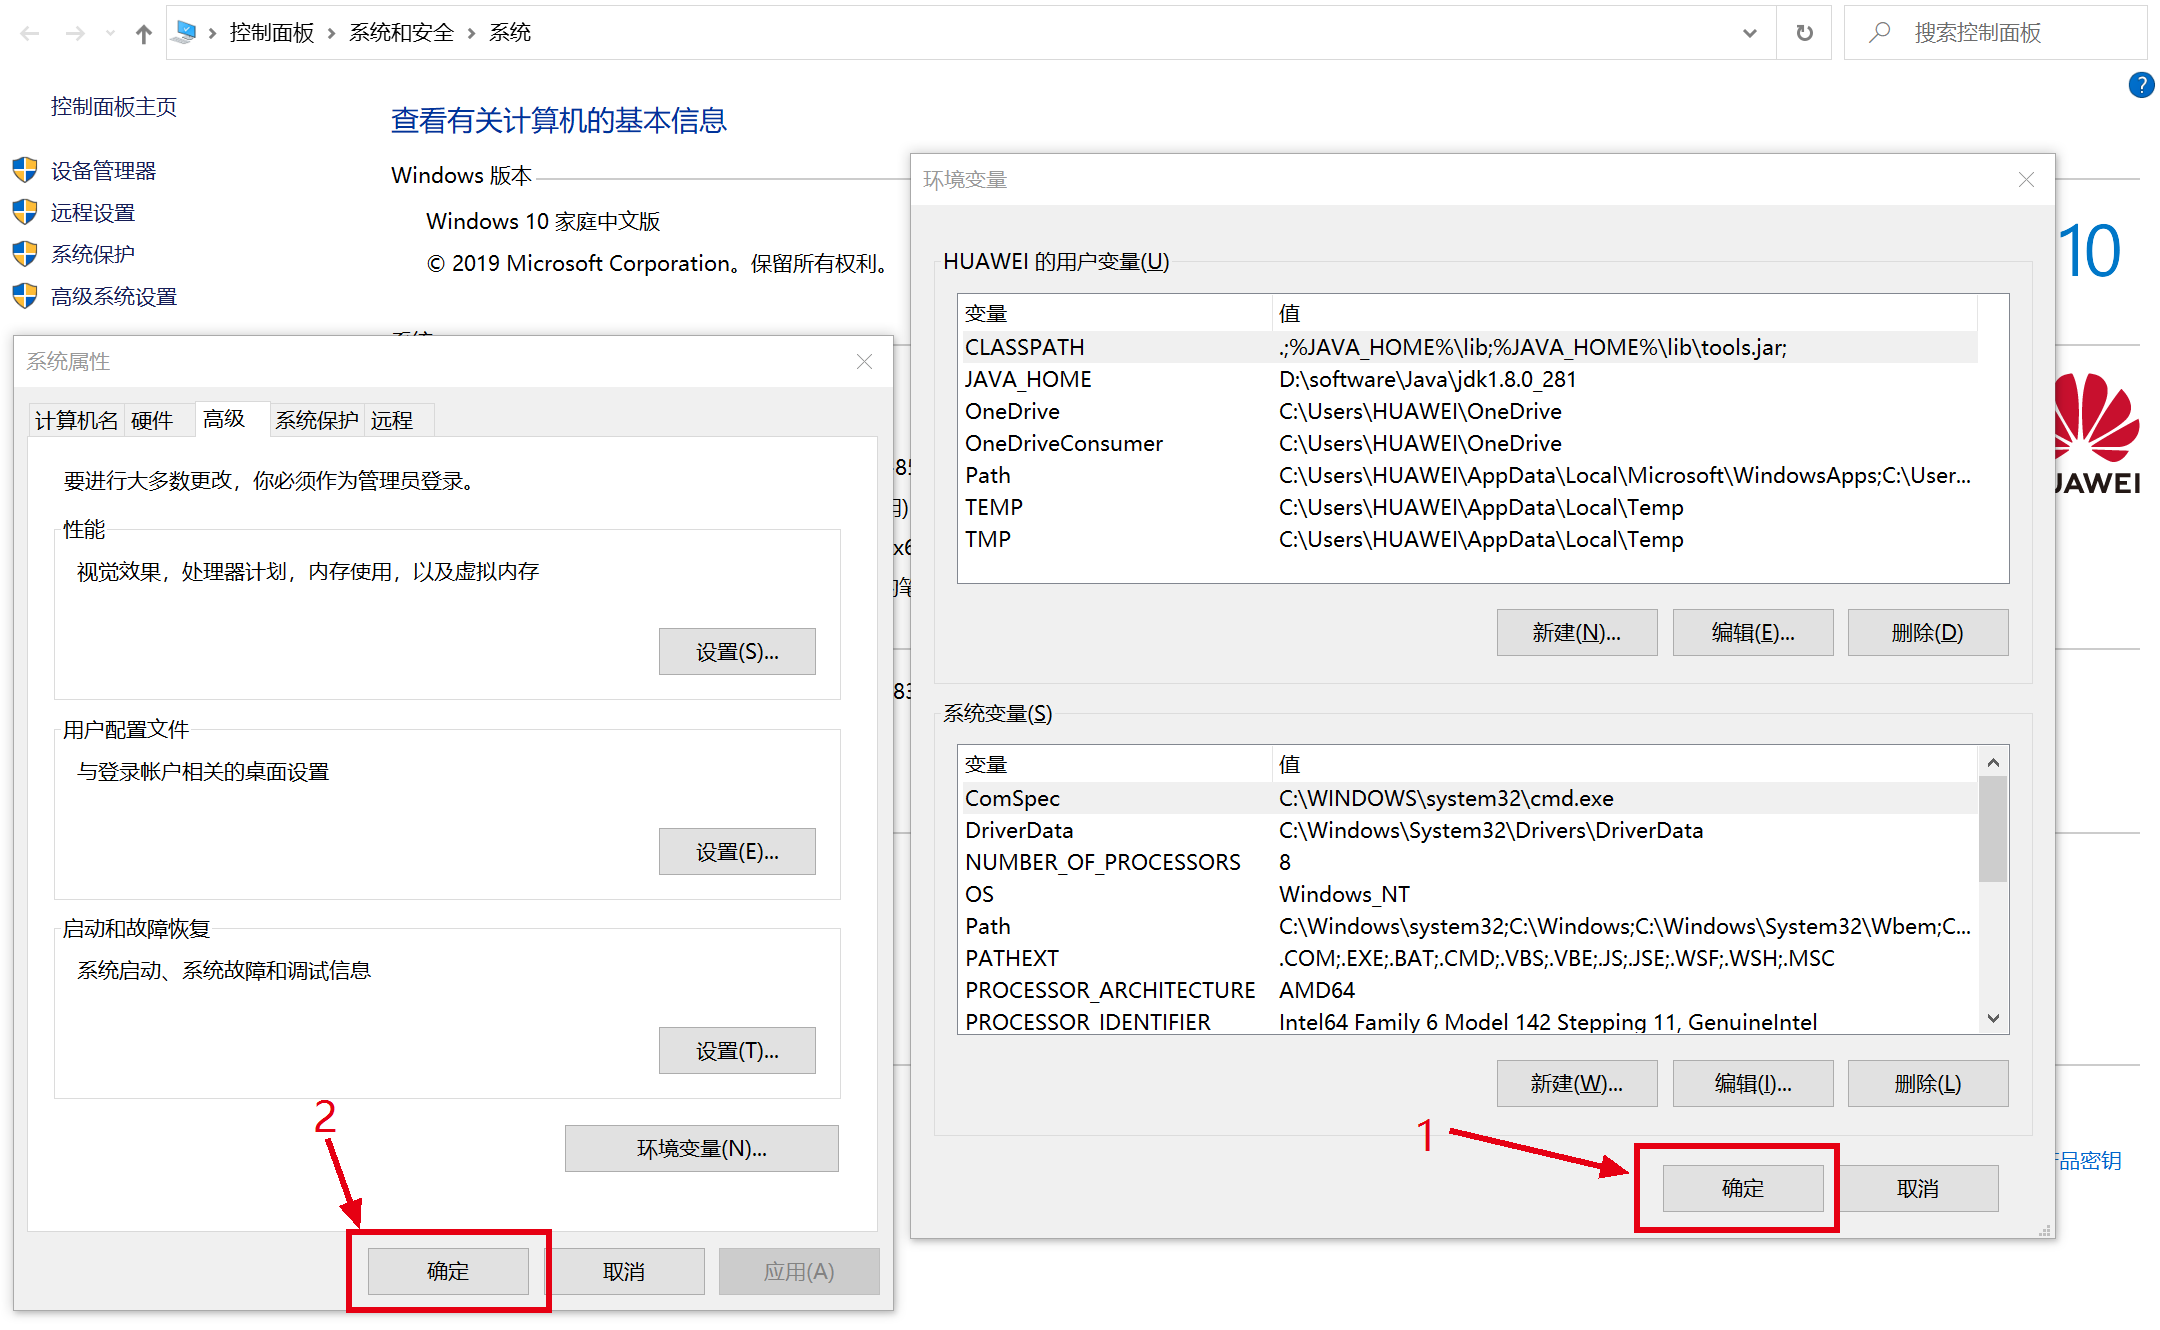 控制面板 › 系统和安全 › 系统
搜索控制面板
?
控制面板主页
设备管理器
远程设置
系统保护
高级系统设置
查看有关计算机的基本信息
Windows 版本
Windows 10 家庭中文版
© 2019 Microsoft Corporation。保留所有权利。
10
系统属性
计算机名 硬件 高级 系统保护 远程
要进行大多数更改，你必须作为管理员登录。
性能
视觉效果，处理器计划，内存使用，以及虚拟内存
设置(S)...
用户配置文件
与登录帐户相关的桌面设置
设置(E)...
启动和故障恢复
系统启动、系统故障和调试信息
设置(T)...
2
环境变量(N)...
确定 取消 应用(A)
环境变量
HUAWEI 的用户变量(U)
变量 值
CLASSPATH .;%JAVA_HOME%\lib;%JAVA_HOME%\lib\tools.jar;
JAVA_HOME D:\software\Java\jdk1.8.0_281
OneDrive C:\Users\HUAWEI\OneDrive
OneDriveConsumer C:\Users\HUAWEI\OneDrive
Path C:\Users\HUAWEI\AppData\Local\Microsoft\WindowsApps;C:\User...
TEMP C:\Users\HUAWEI\AppData\Local\Temp
TMP C:\Users\HUAWEI\AppData\Local\Temp
新建(N)... 编辑(E)... 删除(D)
系统变量(S)
变量 值
ComSpec C:\WINDOWS\system32\cmd.exe
DriverData C:\Windows\System32\Drivers\DriverData
NUMBER_OF_PROCESSORS 8
OS Windows_NT
Path C:\Windows\system32;C:\Windows;C:\Windows\System32\Wbem;C...
PATHEXT .COM;.EXE;.BAT;.CMD;.VBS;.VBE;.JS;.JSE;.WSF;.WSH;.MSC
PROCESSOR_ARCHITECTURE AMD64
PROCESSOR_IDENTIFIER Intel64 Family 6 Model 142 Stepping 11, GenuineIntel
新建(W)... 编辑(I)... 删除(L)
1
确定 取消
AWEI
品密钥